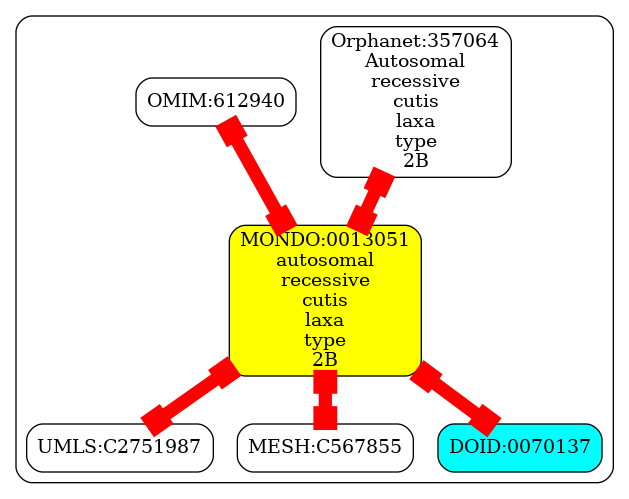 OMIM:612940
Orphanet:357064
Autosomal
recessive
cutis
laxa
type
2B
MONDO:0013051
autosomal
recessive
cutis
laxa
type
2B
UMLS:C2751987
MESH:C567855
DOID:0070137